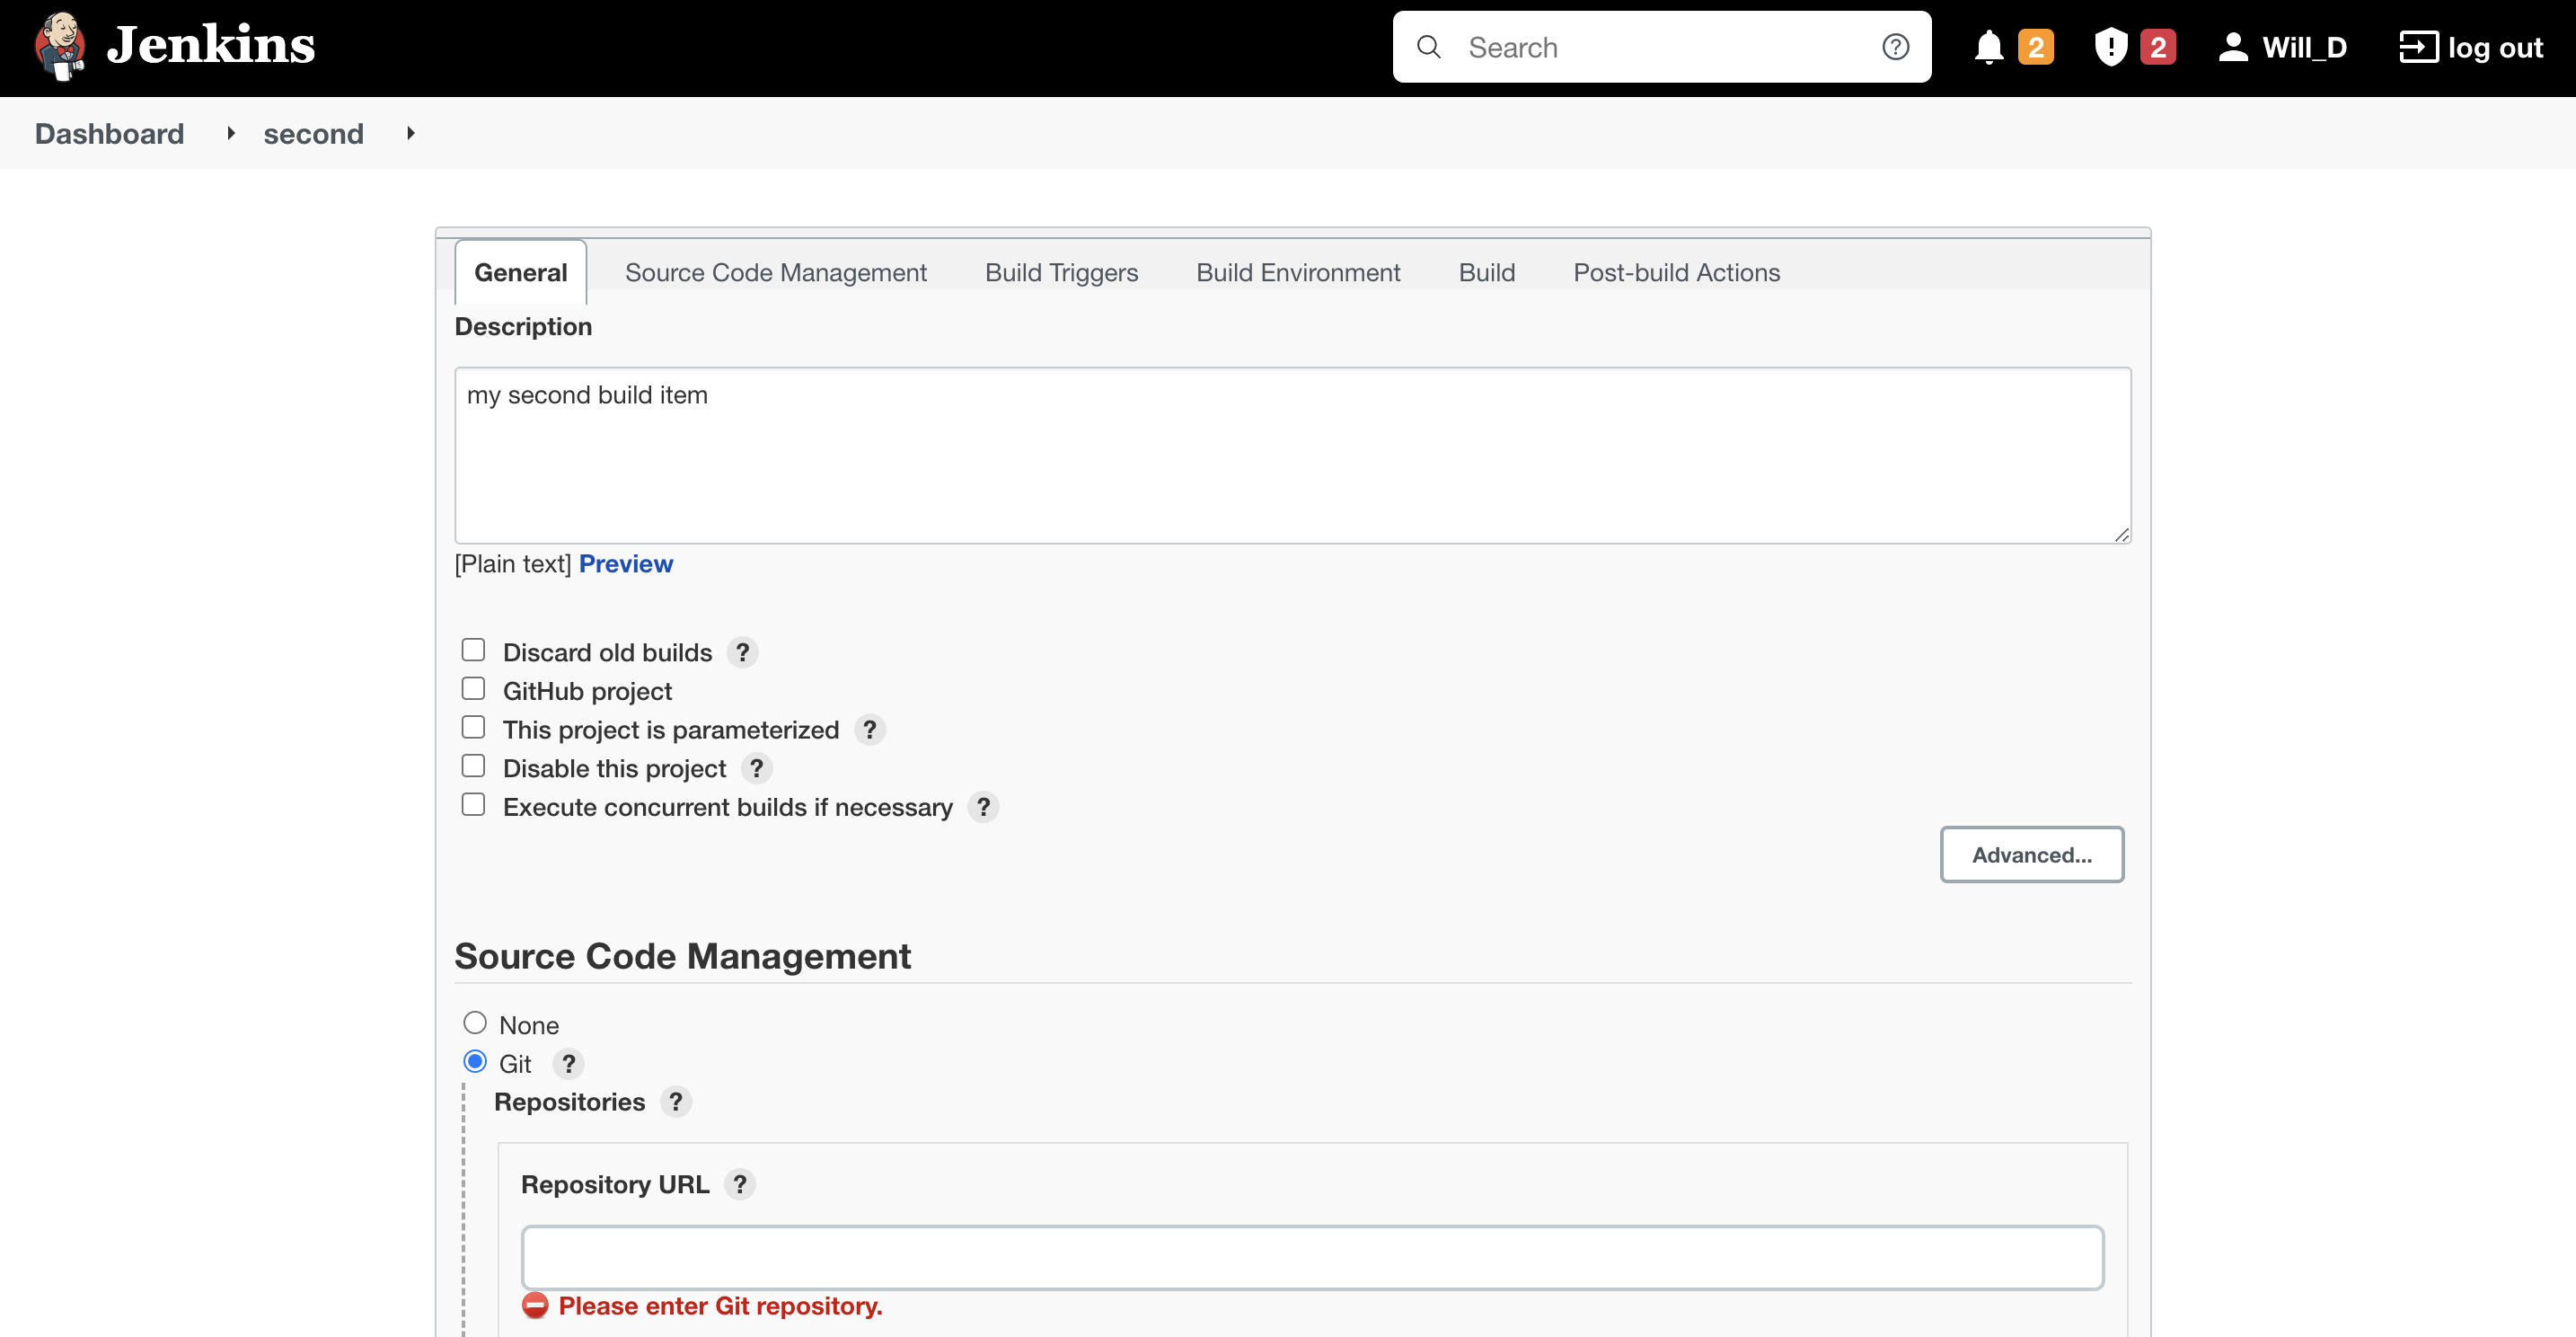 Jenkins
Search
2
2
Will_D
log out
Dashboard
second
General
Source Code Management
Build Triggers
Build Environment
Build
Post-build Actions
Description
my second build item
[Plain text] Preview
Discard old builds ?
GitHub project
This project is parameterized ?
Disable this project ?
Execute concurrent builds if necessary ?
Advanced...
Source Code Management
None
Git ?
Repositories ?
Repository URL ?
Please enter Git repository.